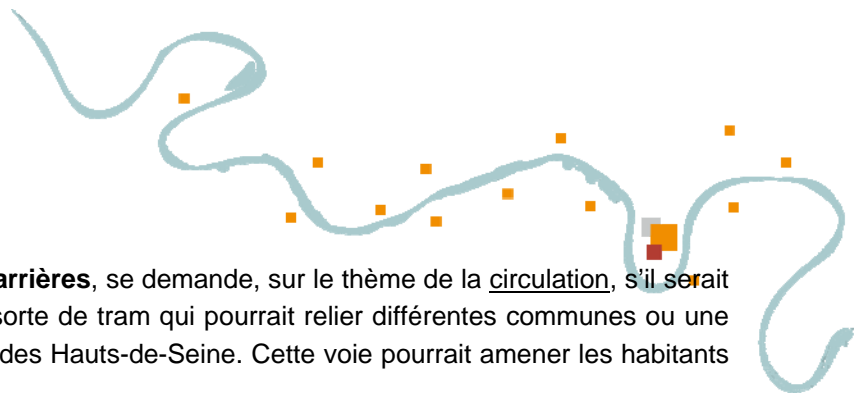 arrières, se demande, sur le thème de la circulation, s'il serait
sorte de tram qui pourrait relier différentes communes ou une
des Hauts-de-Seine. Cette voie pourrait amener les habitants